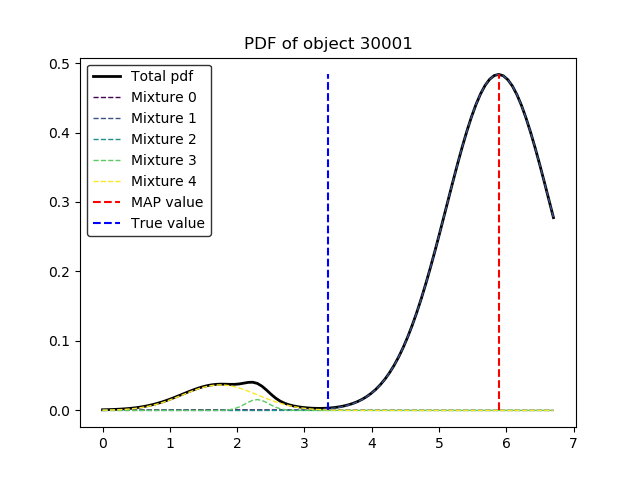 PDF of object 30001
0.5
0.4
0.3
0.2
0.1
0.0
Total pdf
Mixture 0
Mixture 1
Mixture 2
Mixture 3
Mixture 4
MAP value
True value
0 1 2 3 4 5 6 7